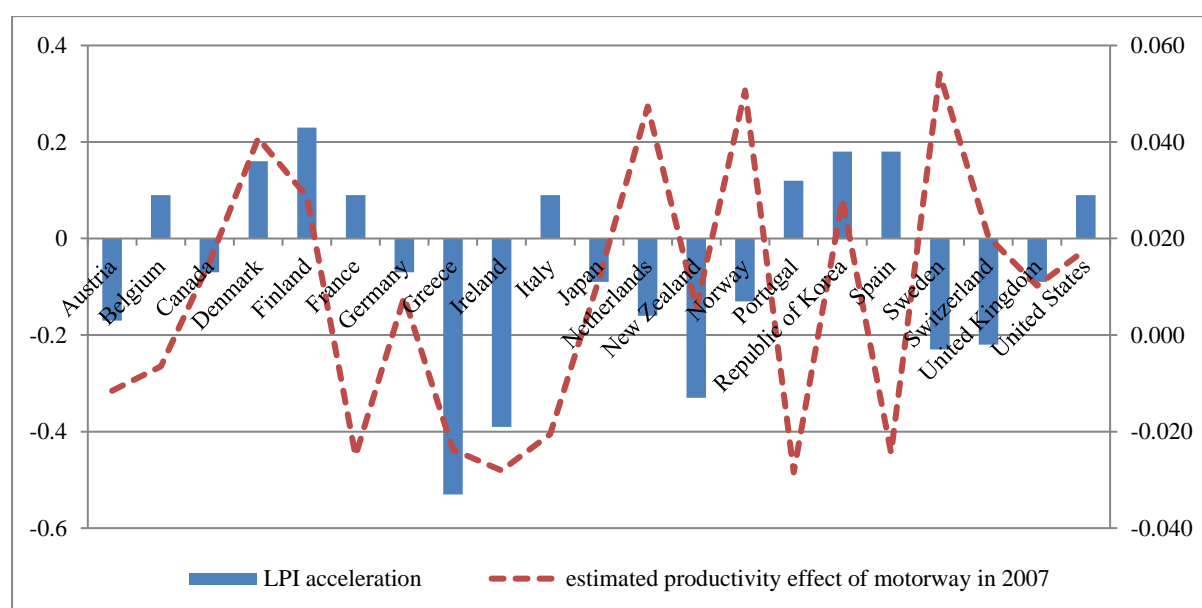 0.4
0.2
0
-0.2
-0.4
-0.6
0.060
0.040
0.020
0.000
-0.020
-0.040
Austria
Belgium
Canada
Denmark
Finland
France
Germany
Greece
Ireland
Italy
Japan
Netherlands
New Zealand
Norway
Portugal
Republic of Korea
Spain
Sweden
Switzerland
United Kingdom
United States
LPI acceleration
estimated productivity effect of motorway in 2007